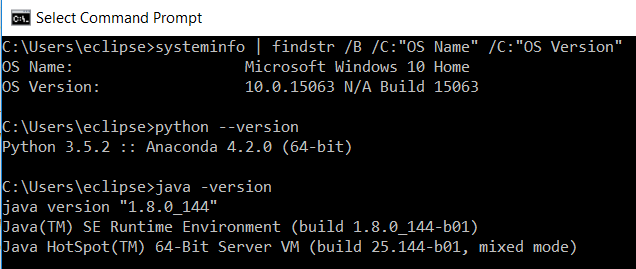 Select Command Prompt
C:\Users\eclipse>systeminfo | findstr /B /C:"OS Name" /C:"OS Version"
OS Name:                   Microsoft Windows 10 Home
OS Version:                10.0.15063 N/A Build 15063
C:\Users\eclipse>python --version
Python 3.5.2 :: Anaconda 4.2.0 (64-bit)
C:\Users\eclipse>java -version
java version "1.8.0_144"
Java(TM) SE Runtime Environment (build 1.8.0_144-b01)
Java HotSpot(TM) 64-Bit Server VM (build 25.144-b01, mixed mode)